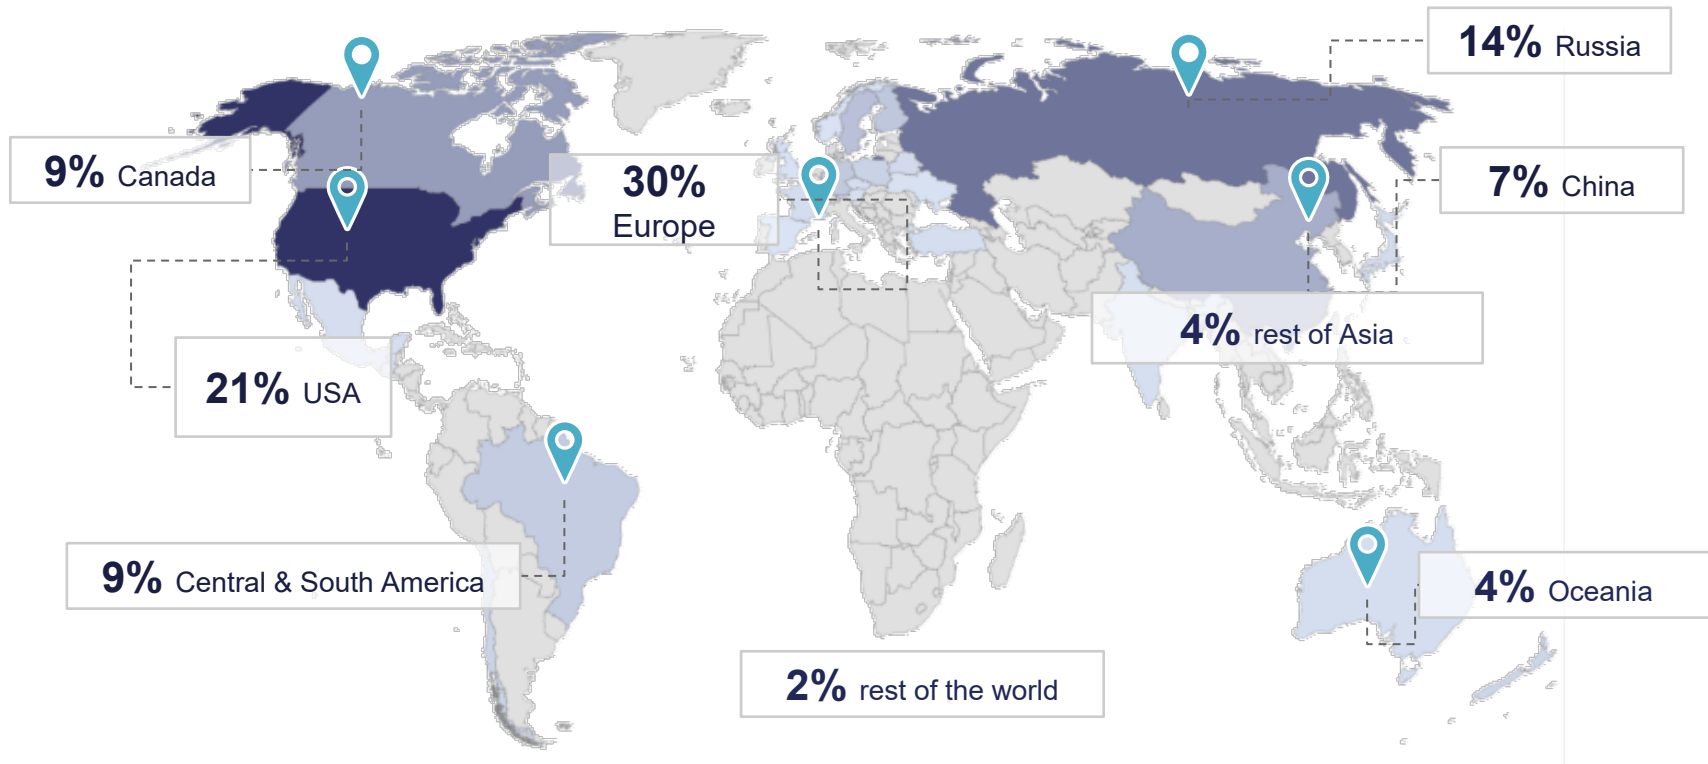 14% Russia
9% Canada
30%
Europe
7% China
4% rest of Asia
21% USA
9% Central & South America
4% Oceania
2% rest of the world